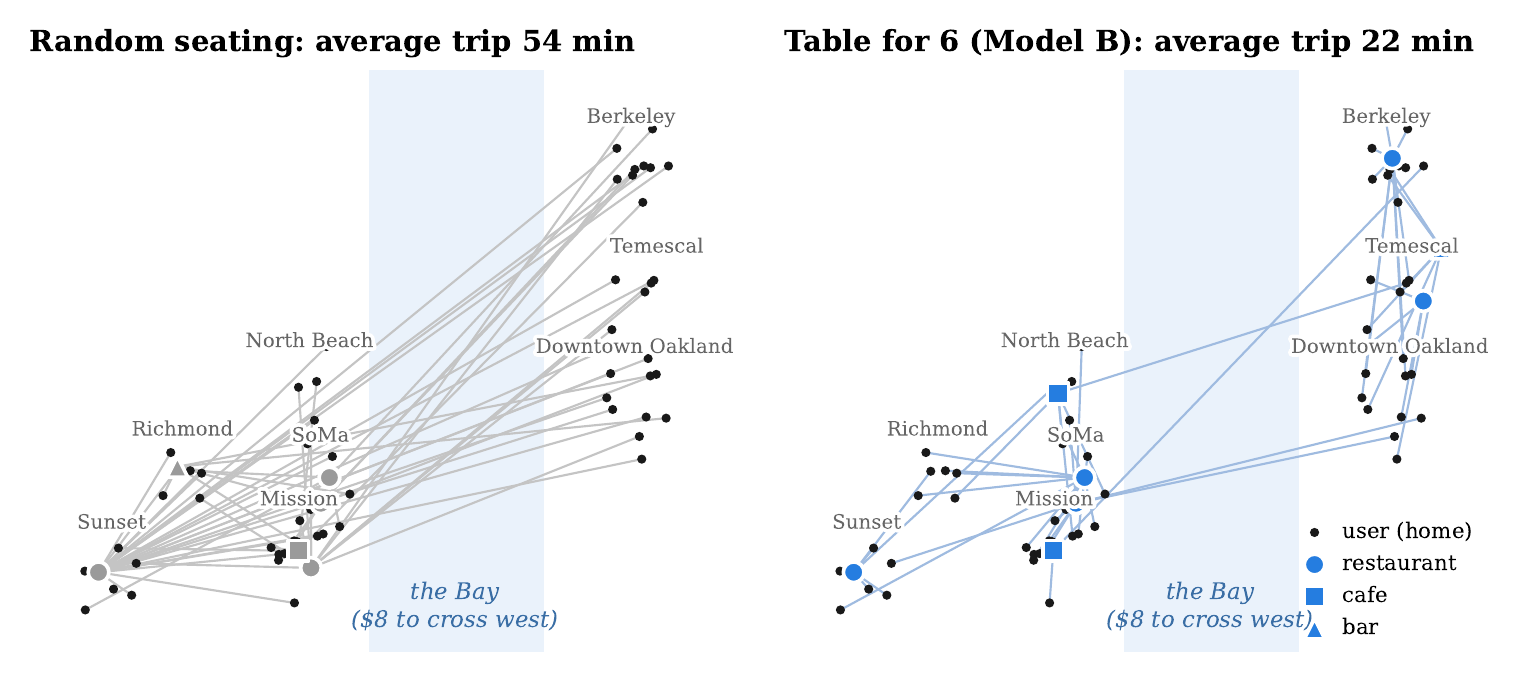 Random seating: average trip 54 min
Berkeley
Temescal
North Beach
Downtown Oakland
Richmond
SoMa
Mission
Sunset
the Bay
($8 to cross west)
Table for 6 (Model B): average trip 22 min
Berkeley
Temescal
North Beach
Downtown Oakland
Richmond
SoMa
Mission
Sunset
the Bay
($8 to cross west)
user (home)
restaurant
cafe
bar